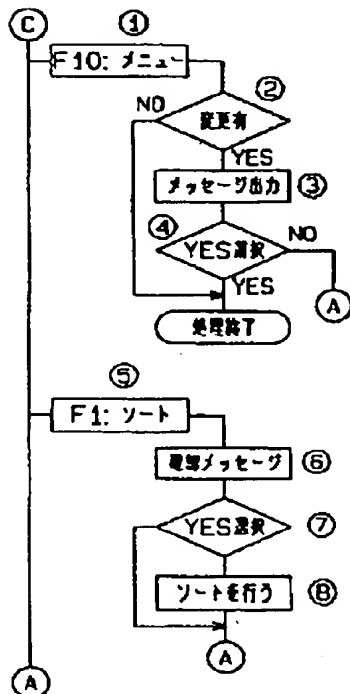 C
①
F10: メニュー
②
NO
変更有
YES
メッセージ出力
③
④
YES選択
NO
YES
A
処理終了
⑤
F1: ソート
確認メッセージ
⑥
YES選択
⑦
ソートを行う
⑧
A
A